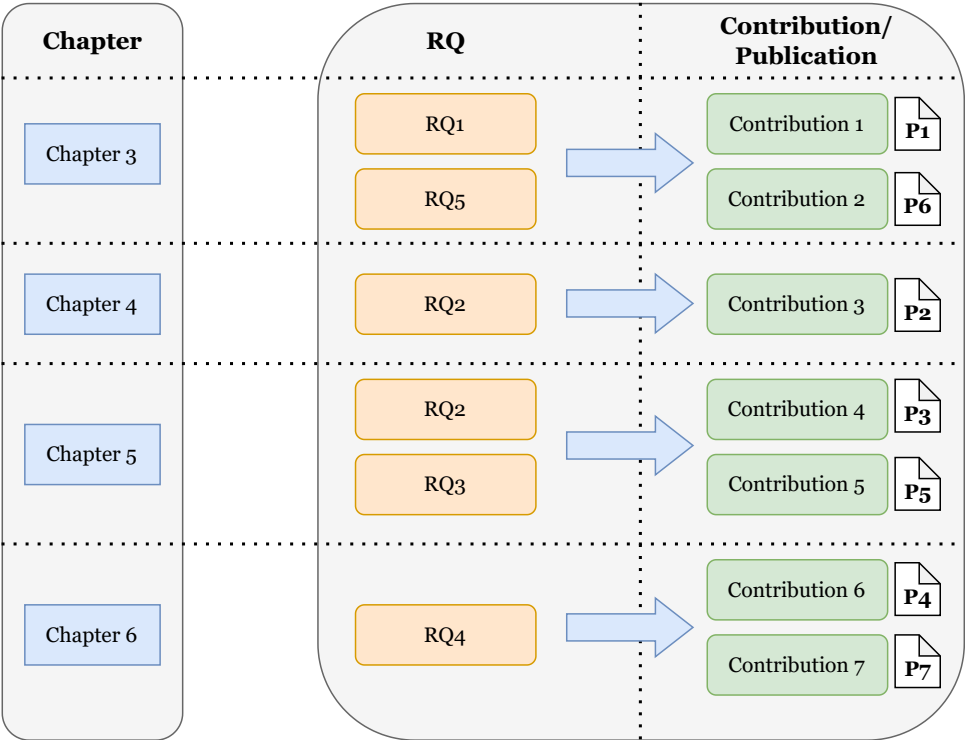 Chapter
RQ
Contribution/
Publication
Chapter 3
RQ1
RQ5
Contribution 1
P1
Contribution 2
P6
Chapter 4
RQ2
Contribution 3
P2
Chapter 5
RQ2
RQ3
Contribution 4
P3
Contribution 5
P5
Chapter 6
RQ4
Contribution 6
P4
Contribution 7
P7